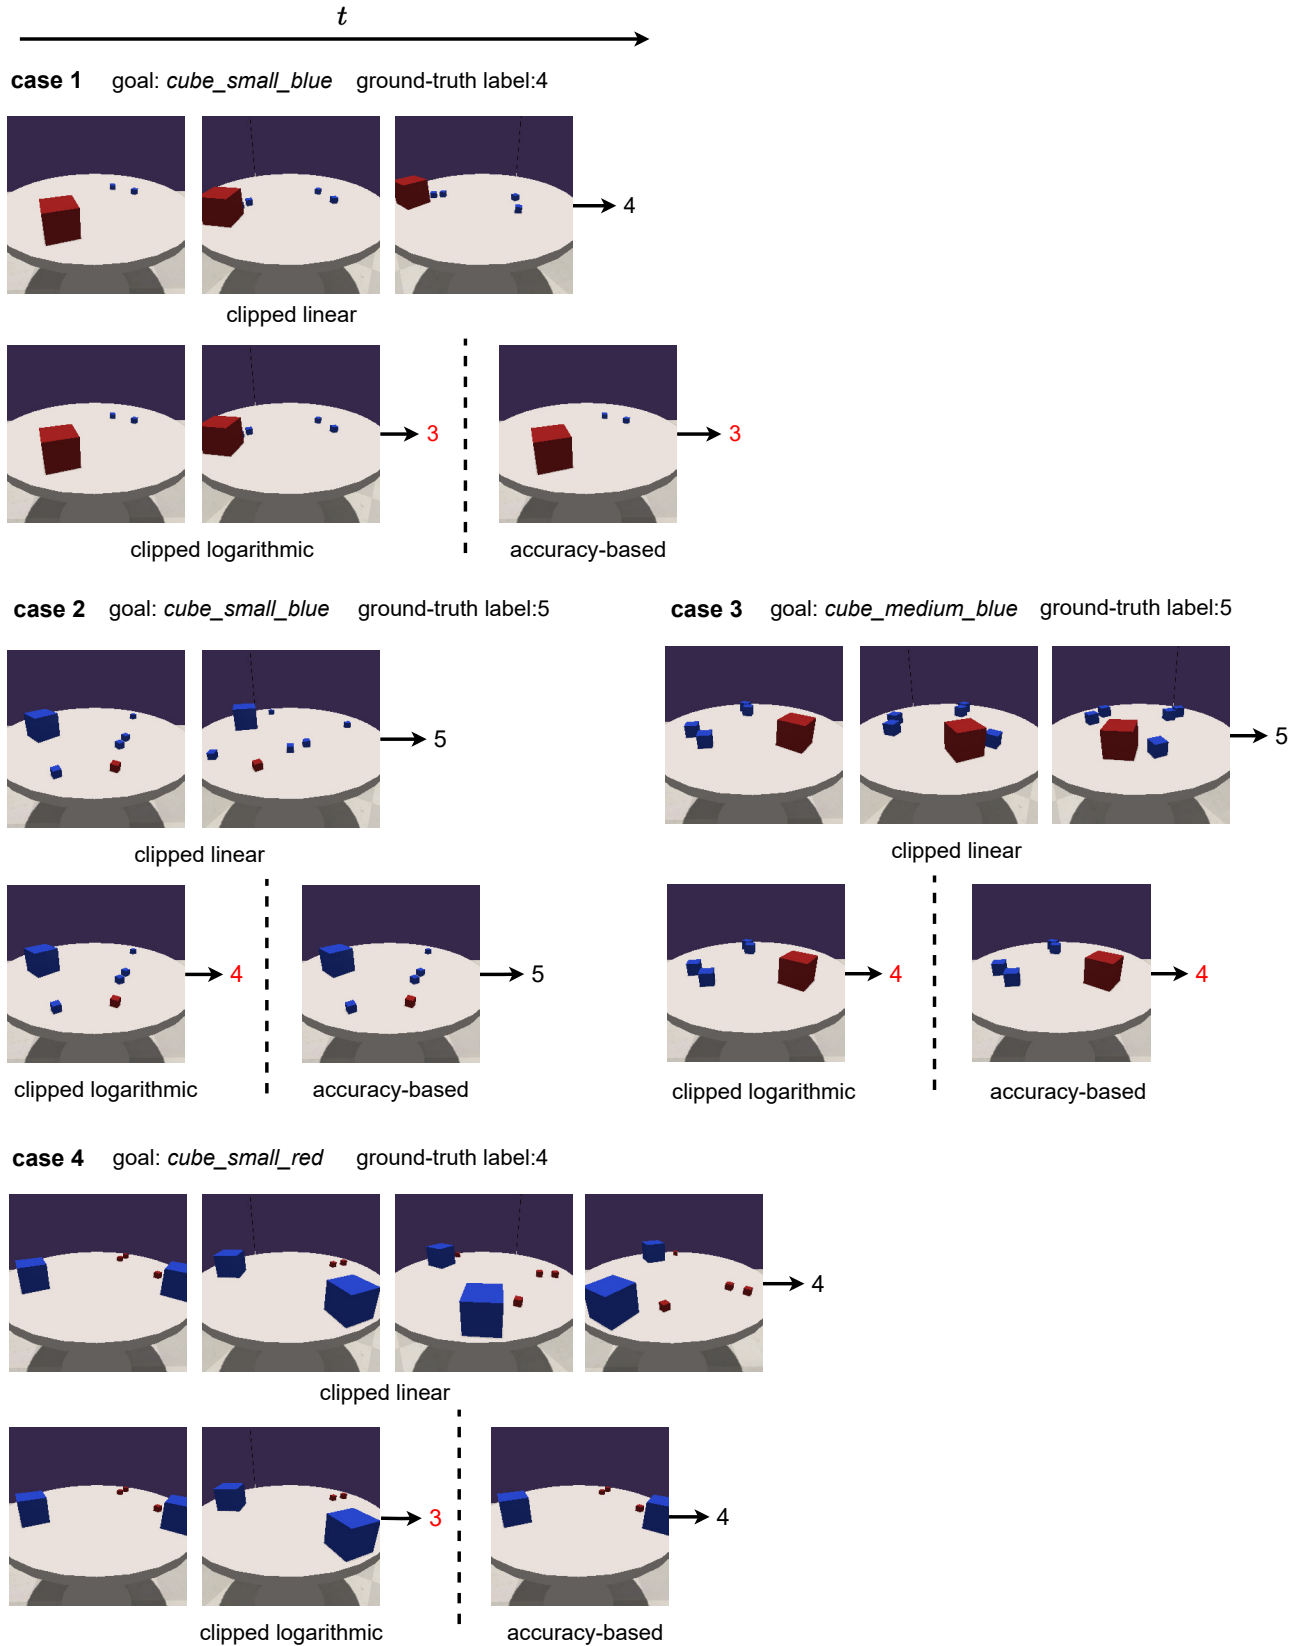 t
case 1 goal: cube_small_blue ground-truth label:4
4
clipped linear
3
3
clipped logarithmic
accuracy-based
case 2 goal: cube_small_blue ground-truth label:5
5
clipped linear
4
5
clipped logarithmic
accuracy-based
case 3 goal: cube_medium_blue ground-truth label:5
5
clipped linear
4
4
clipped logarithmic
accuracy-based
case 4 goal: cube_small_red ground-truth label:4
4
clipped linear
3
4
clipped logarithmic
accuracy-based